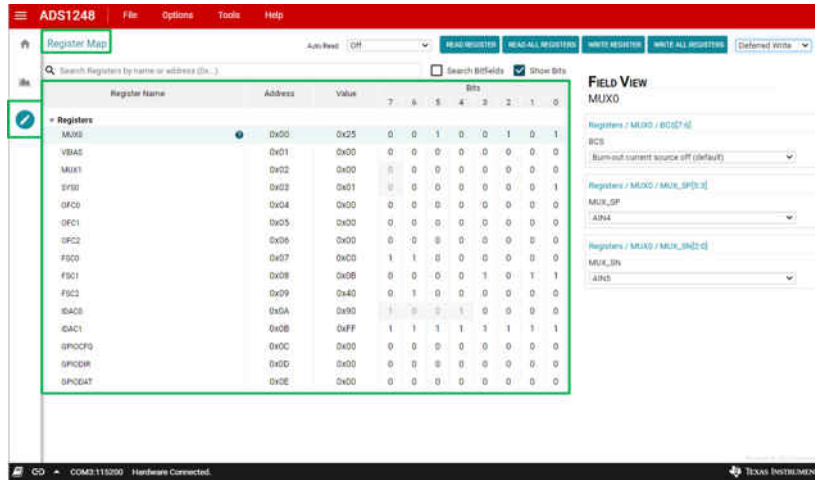 ADS1248 File Options Tools Help
Register Map Auto Read Off READ REGISTER READ ALL REGISTERS WRITE REGISTER WRITE ALL REGISTERS Deferred Write
Search Registers by name or address (0x...) Search Bitfields Show Bits
Register Name Address Value Bits
7 6 5 4 3 2 1 0
Registers
MUX0 0x00 0x25 0 0 1 0 0 1 0 1
VBIAS 0x01 0x00 0 0 0 0 0 0 0 0
MUX1 0x02 0x00 0 0 0 0 0 0 0 0
SYS0 0x03 0x01 0 0 0 0 0 0 0 1
OFC0 0x04 0x00 0 0 0 0 0 0 0 0
OFC1 0x05 0x00 0 0 0 0 0 0 0 0
OFC2 0x06 0x00 0 0 0 0 0 0 0 0
FSC0 0x07 0xC0 1 1 0 0 0 0 0 0
FSC1 0x08 0x0B 0 0 0 0 1 0 1 1
FSC2 0x09 0x40 0 1 0 0 0 0 0 0
IDAC0 0x0A 0x90 1 0 0 1 0 0 0 0
IDAC1 0x0B 0xFF 1 1 1 1 1 1 1 1
GPIOCFG 0x0C 0x00 0 0 0 0 0 0 0 0
GPIODIR 0x0D 0x00 0 0 0 0 0 0 0 0
GPIODAT 0x0E 0x00 0 0 0 0 0 0 0 0
FIELD VIEW
MUX0
Registers / MUX0 / BCS[7:6]
BCS
Burn-out current source off (default)
Registers / MUX0 / MUX_SP[5:3]
MUX_SP
AIN4
Registers / MUX0 / MUX_SN[2:0]
MUX_SN
AIN5
COM3:115200 Hardware Connected.
TEXAS INSTRUMEN